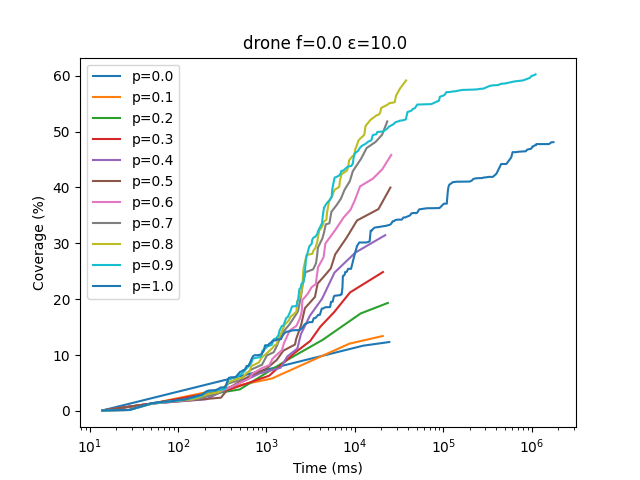 drone f=0.0 ε=10.0
Coverage (%)
60
50
40
30
20
10
0
p=0.0
p=0.1
p=0.2
p=0.3
p=0.4
p=0.5
p=0.6
p=0.7
p=0.8
p=0.9
p=1.0
10¹ 10² 10³ 10⁴ 10⁵ 10⁶
Time (ms)